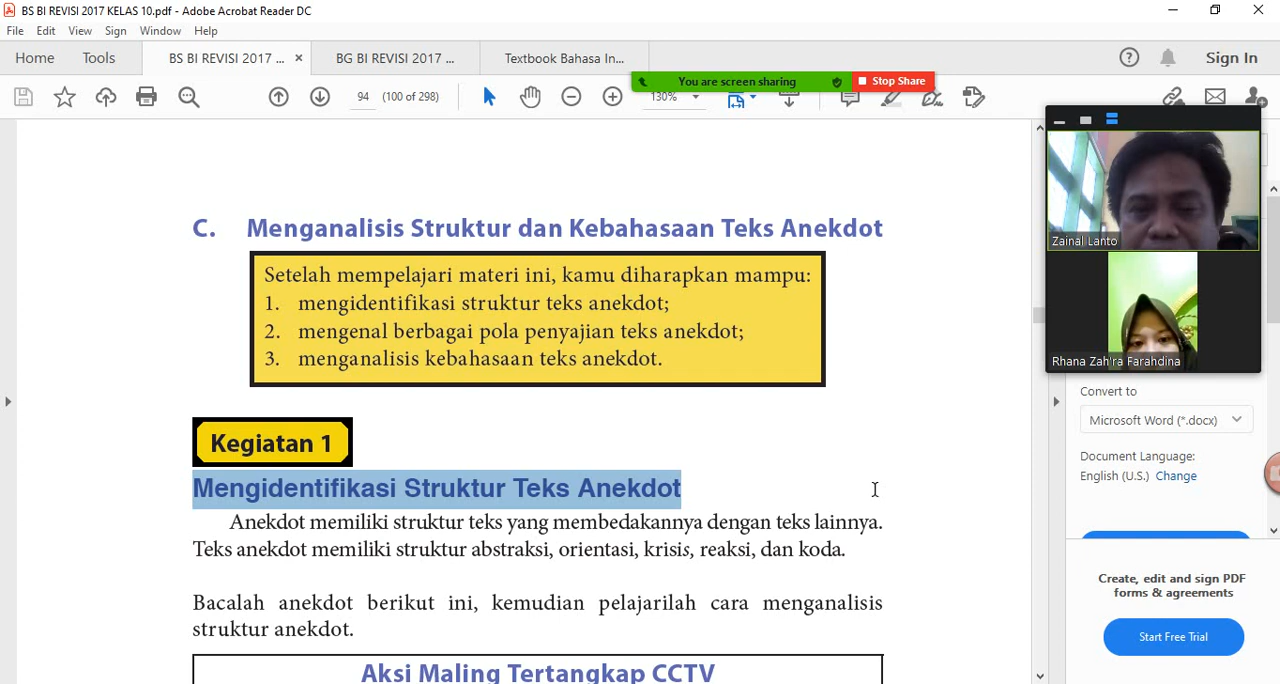 BS BI REVISI 2017 KELAS 10.pdf - Adobe Acrobat Reader DC
File Edit View Sign Window Help
Home Tools BS BI REVISI 2017 ... × BG BI REVISI 2017 ... Textbook Bahasa In... Sign In
You are screen sharing Stop Share
94 (100 of 298) 130%
C. Menganalisis Struktur dan Kebahasaan Teks Anekdot
Setelah mempelajari materi ini, kamu diharapkan mampu:
1. mengidentifikasi struktur teks anekdot;
2. mengenal berbagai pola penyajian teks anekdot;
3. menganalisis kebahasaan teks anekdot.
Kegiatan 1
Mengidentifikasi Struktur Teks Anekdot
Anekdot memiliki struktur teks yang membedakannya dengan teks lainnya.
Teks anekdot memiliki struktur abstraksi, orientasi, krisis, reaksi, dan koda.
Bacalah anekdot berikut ini, kemudian pelajarilah cara menganalisis
struktur anekdot.
Aksi Maling Tertangkap CCTV
Zainal Lanto
Rhana Zah'ra Farahdina
Convert to
Microsoft Word (*.docx)
Document Language:
English (U.S.) Change
Create, edit and sign PDF
forms & agreements
Start Free Trial